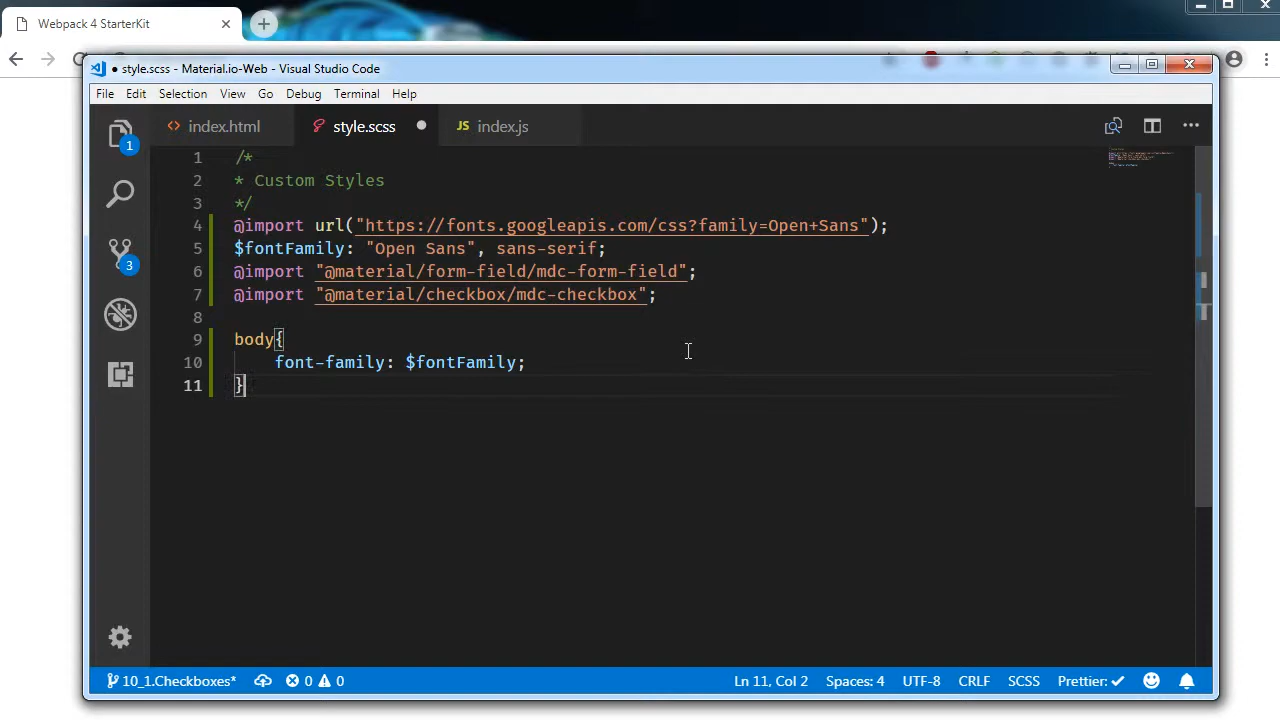 Webpack 4 StarterKit
● style.scss - Material.io-Web - Visual Studio Code
File Edit Selection View Go Debug Terminal Help
<> index.html style.scss ● JS index.js
1 /*
2 * Custom Styles
3 */
4 @import url("https://fonts.googleapis.com/css?family=Open+Sans");
5 $fontFamily: "Open Sans", sans-serif;
6 @import "@material/form-field/mdc-form-field";
7 @import "@material/checkbox/mdc-checkbox";
8
9 body{
10 font-family: $fontFamily;
11 }
1
3
10_1.Checkboxes* 0 0 Ln 11, Col 2 Spaces: 4 UTF-8 CRLF SCSS Prettier: ✓